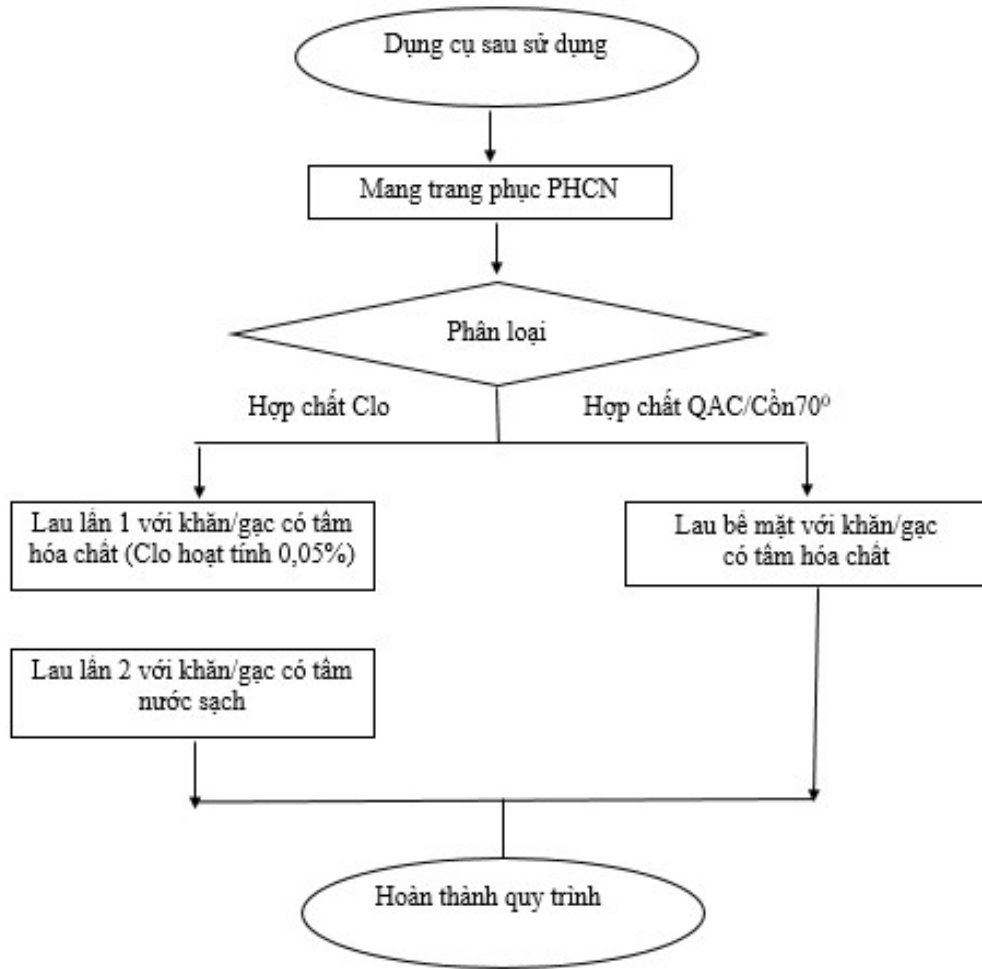 Dụng cụ sau sử dụng
Mang trang phục PHCN
Phân loại
Hợp chất Clo
Hợp chất QAC/Cồn70⁰
Lau lần 1 với khăn/gạc có tẩm
hóa chất (Clo hoạt tính 0,05%)
Lau bề mặt với khăn/gạc
có tẩm hóa chất
Lau lần 2 với khăn/gạc có tẩm
nước sạch
Hoàn thành quy trình